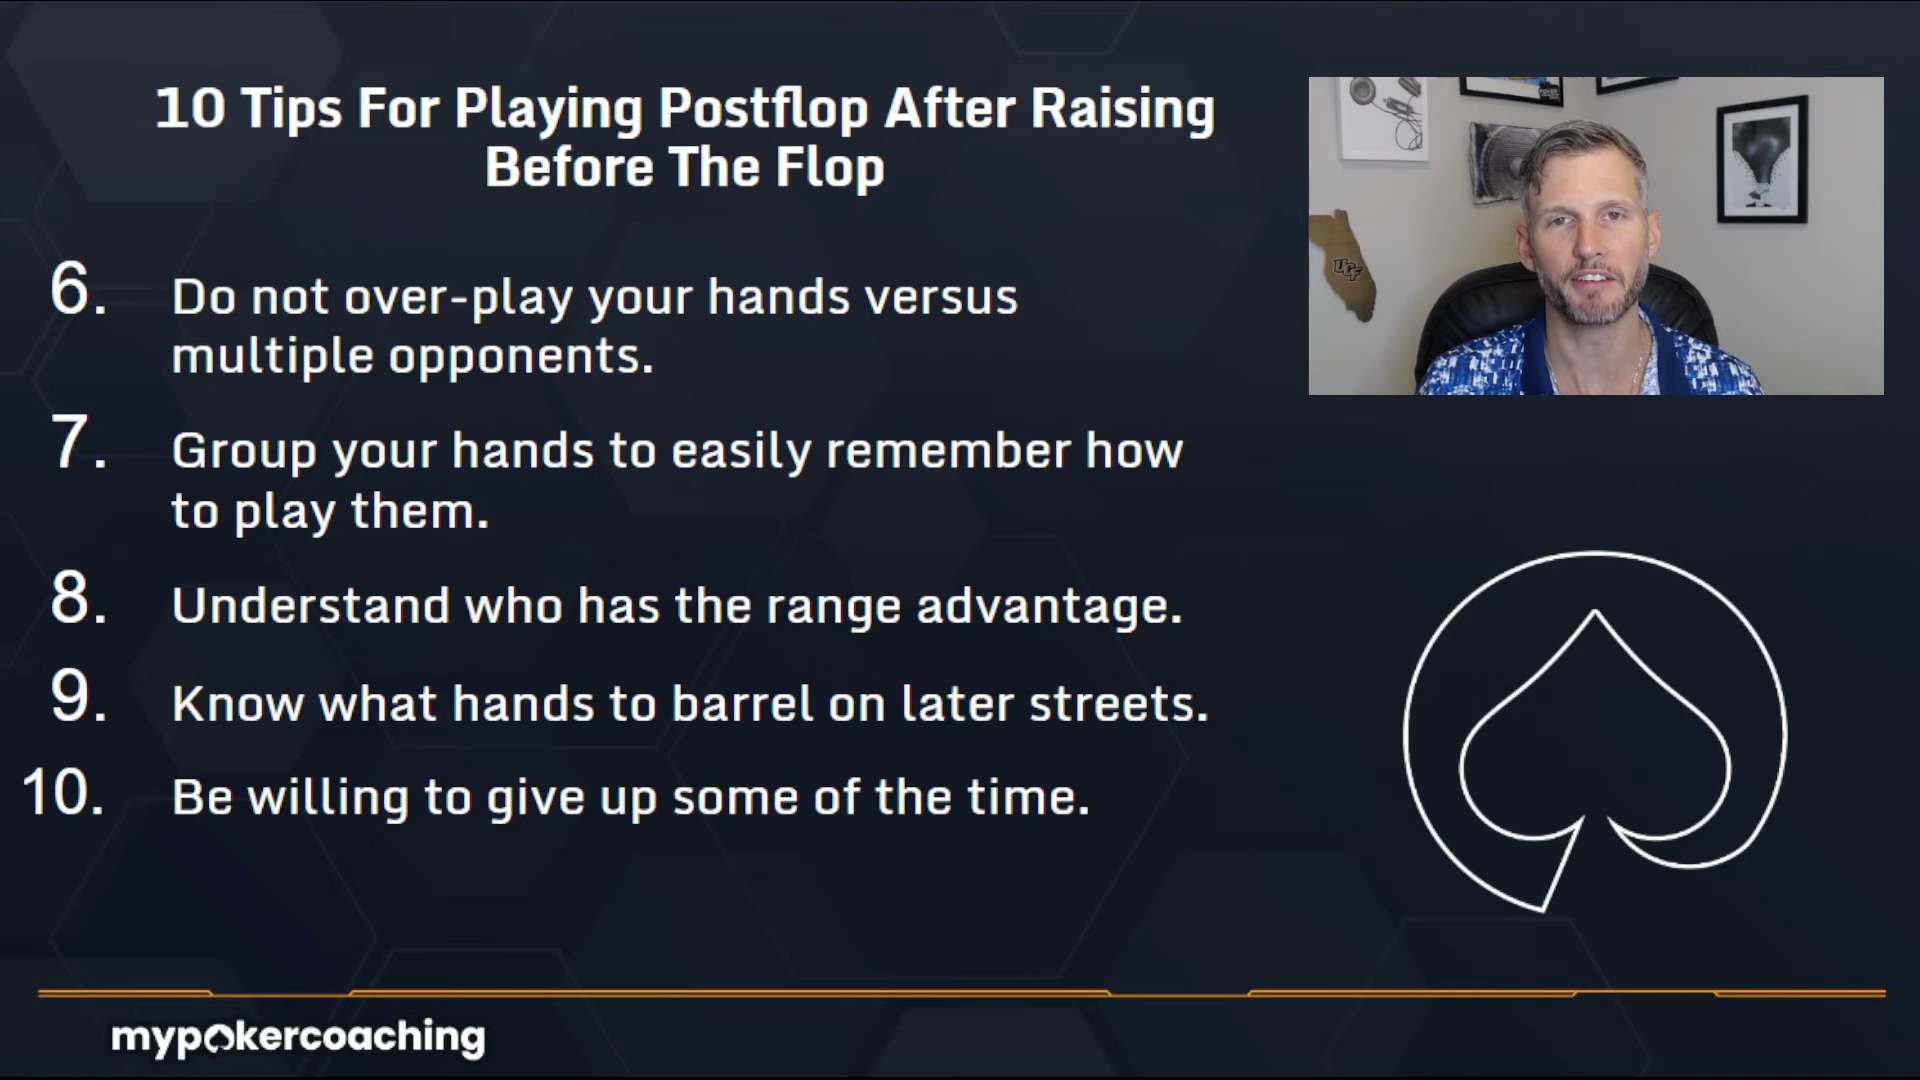 10 Tips For Playing Postflop After Raising
Before The Flop
6. Do not over-play your hands versus
multiple opponents.
7. Group your hands to easily remember how
to play them.
8. Understand who has the range advantage.
9. Know what hands to barrel on later streets.
10. Be willing to give up some of the time.
UCF
mypokercoaching